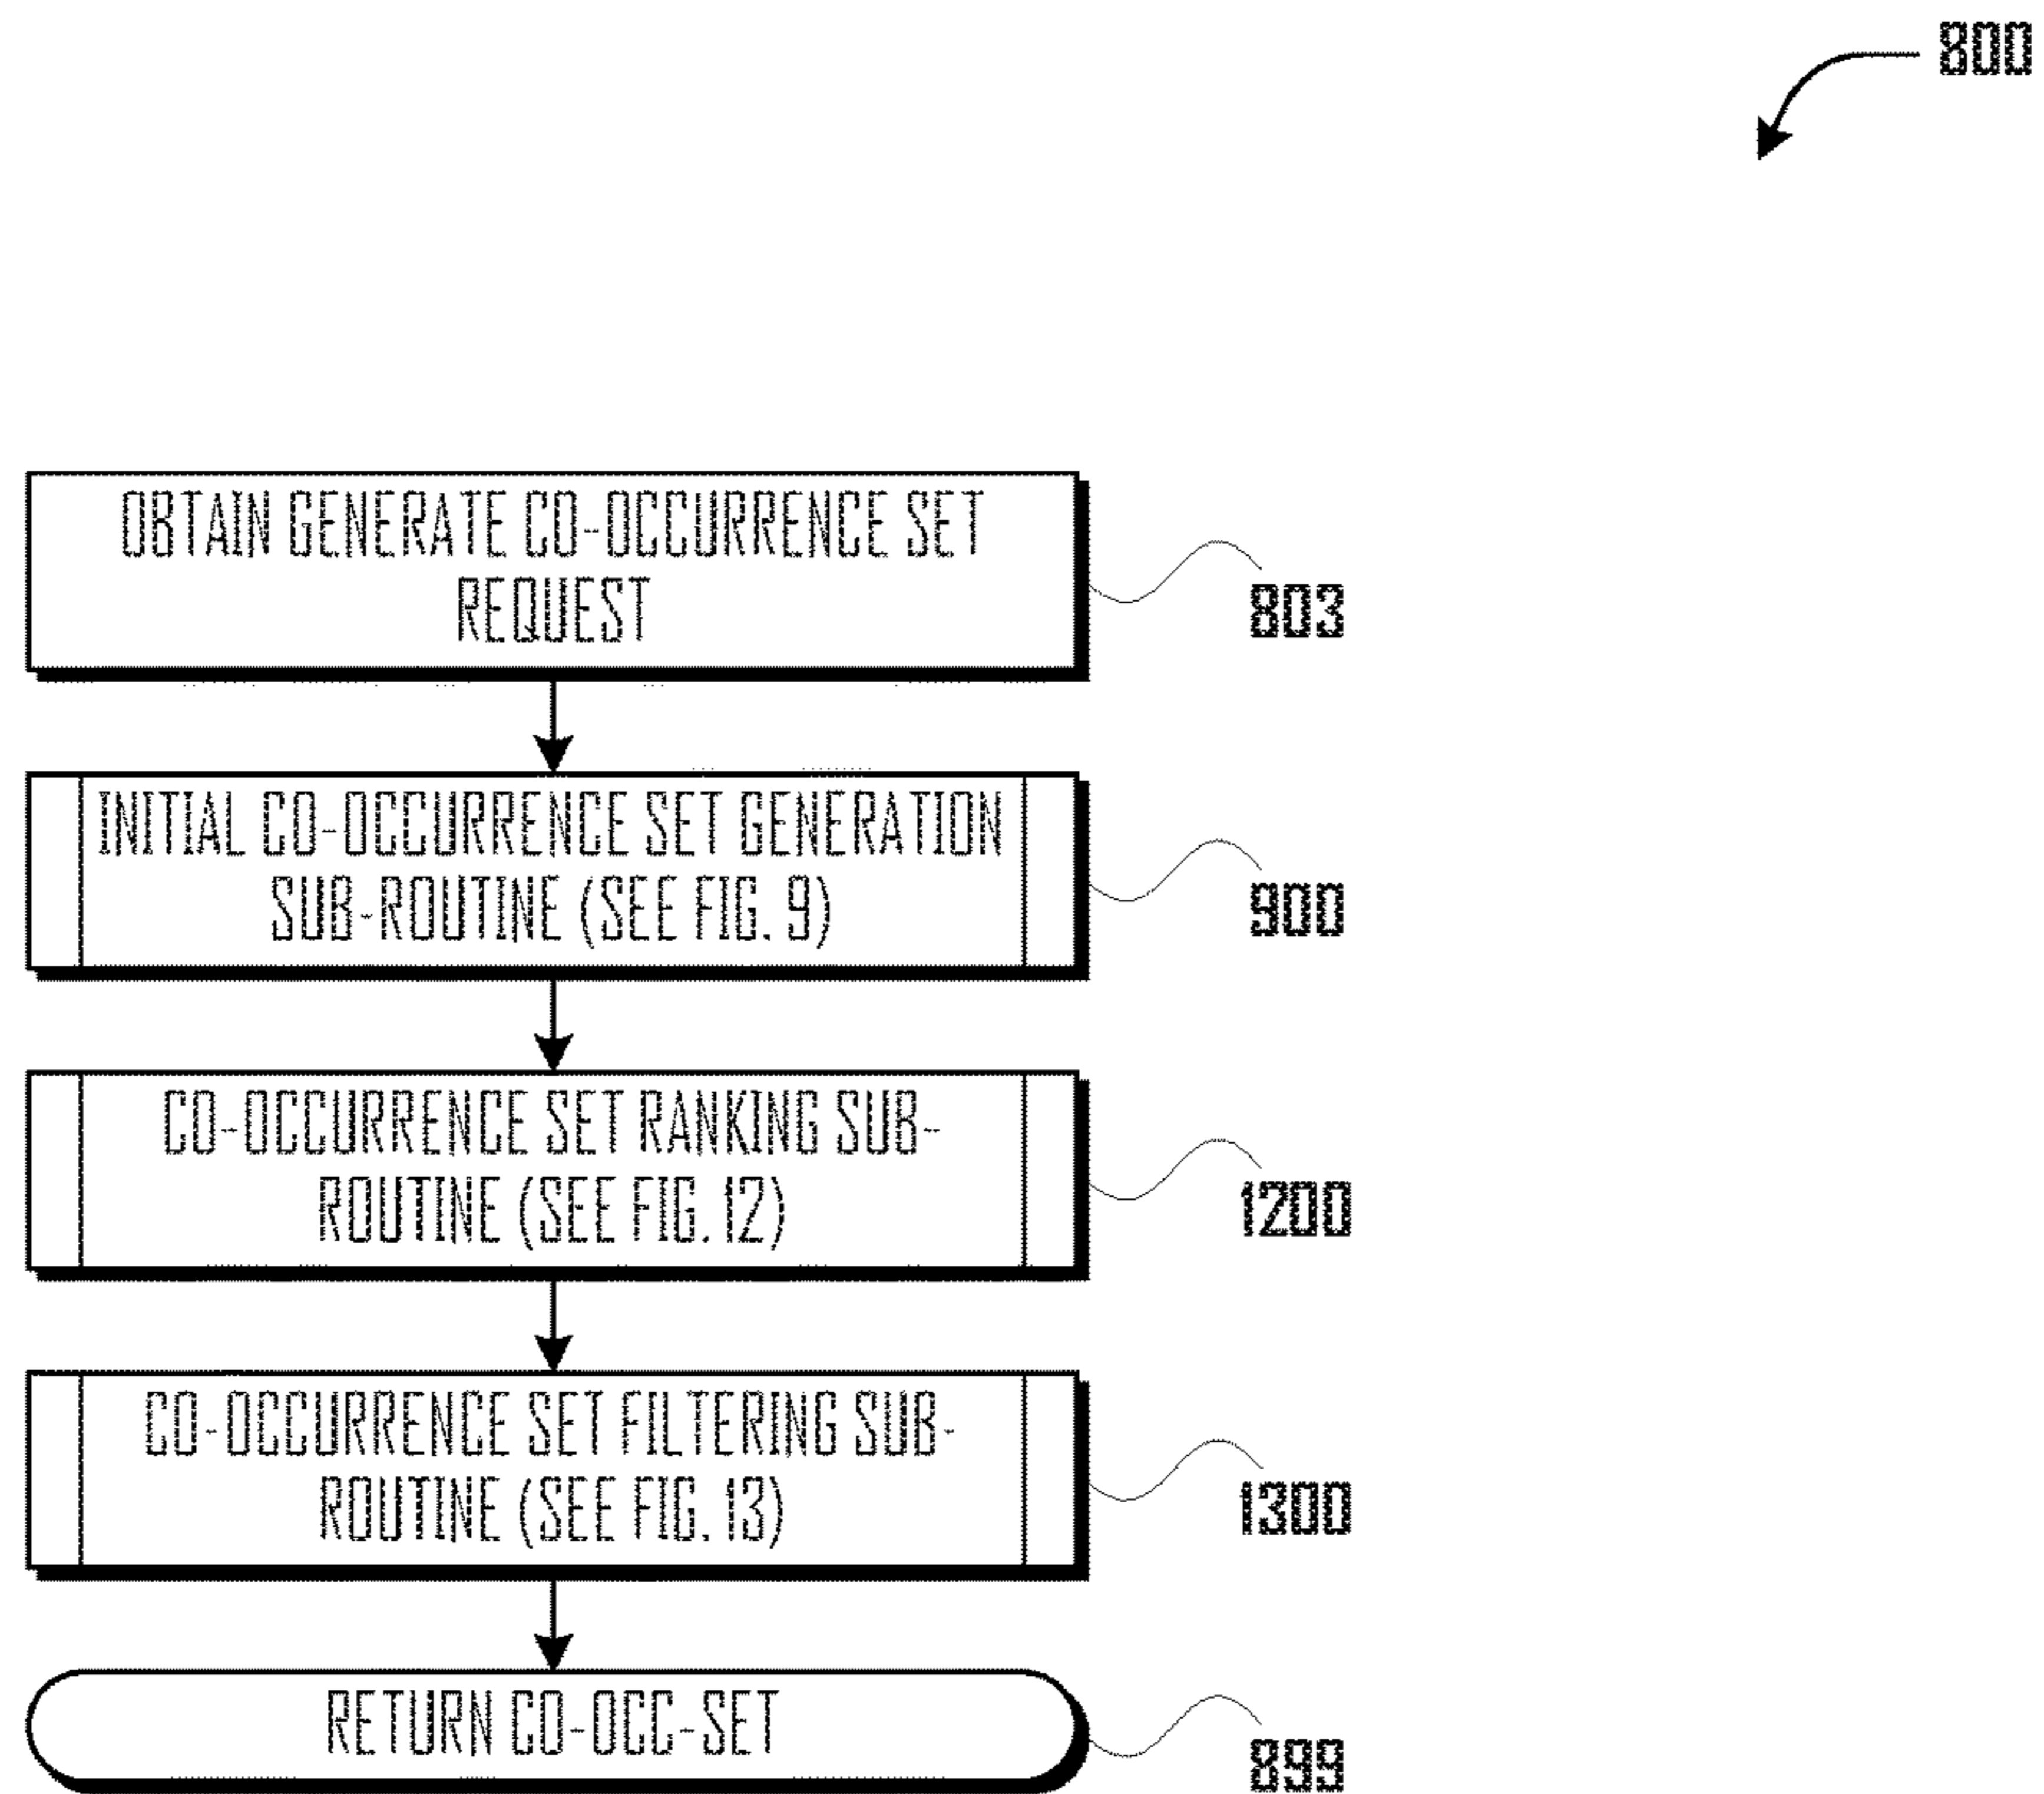 800
OBTAIN GENERATE CO-OCCURRENCE SET
REQUEST
803
INITIAL CO-OCCURRENCE SET GENERATION
SUB-ROUTINE (SEE FIG. 9)
900
CO-OCCURRENCE SET RANKING SUB-
ROUTINE (SEE FIG. 12)
1200
CO-OCCURRENCE SET FILTERING SUB-
ROUTINE (SEE FIG. 13)
1300
RETURN CO-OCC-SET
899